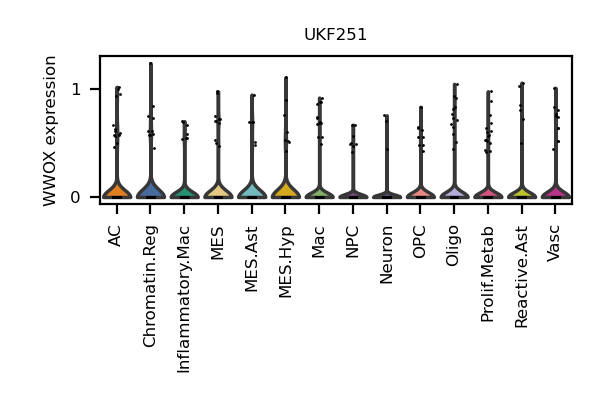 UKF251
WWOX expression
1
0
AC
Chromatin.Reg
Inflammatory.Mac
MES
MES.Ast
MES.Hyp
Mac
NPC
Neuron
OPC
Oligo
Prolif.Metab
Reactive.Ast
Vasc